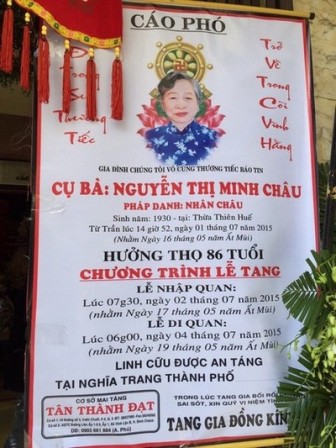 CÁO PHÓ
Trong Sự
Thương
Tiếc
Trở
Về
Trong
Cõi
Vĩnh
Hằng
GIA ĐÌNH CHÚNG TÔI VÔ CÙNG THƯƠNG TIẾC BÁO TIN
CỤ BÀ: NGUYỄN THỊ MINH CHÂU
PHÁP DANH: NHÂN CHÂU
Sinh năm: 1930 - tại: Thừa Thiên Huế
Từ Trần lúc 14 giờ 52, ngày 01 tháng 07 năm 2015
(Nhằm Ngày 16 tháng 05 năm Ất Mùi)
HƯỞNG THỌ 86 TUỔI
CHƯƠNG TRÌNH LỄ TANG
LỄ NHẬP QUAN:
Lúc 07g30, ngày 02 tháng 07 năm 2015
(nhằm Ngày 17 tháng 05 năm Ất Mùi)
LỄ DI QUAN:
Lúc 06g00, ngày 04 tháng 07 năm 2015
(nhằm Ngày 19 tháng 05 năm Ất Mùi)
LINH CỮU ĐƯỢC AN TÁNG
TẠI NGHĨA TRANG THÀNH PHỐ
CƠ SỞ MAI TÁNG
TÂN THÀNH ĐẠT
TRONG LÚC TANG GIA BỐI RỐI
SAI SÓT, XIN QUÝ VỊ NIỆM TÌNH
TANG GIA ĐỒNG KÍNH